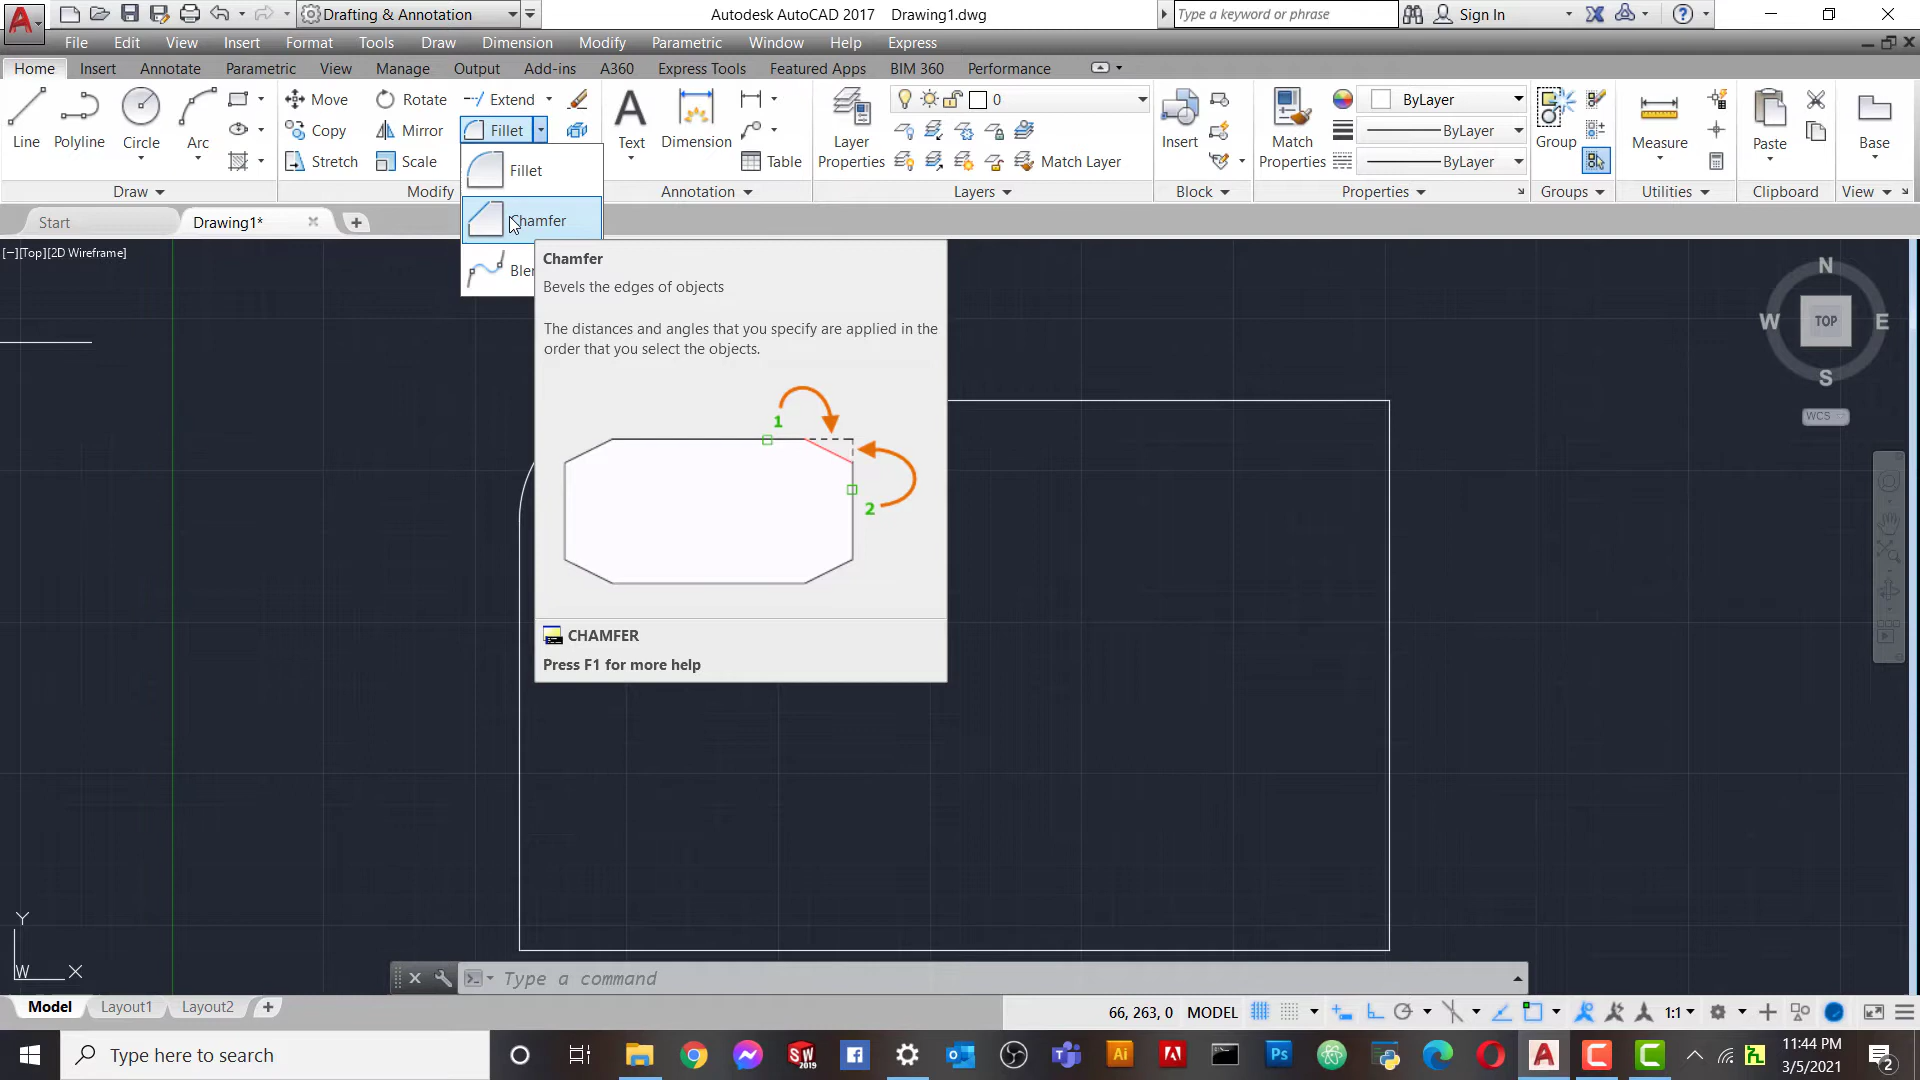 Drafting & Annotation
Autodesk AutoCAD 2017 Drawing1.dwg
Type a keyword or phrase
Sign In
File Edit View Insert Format Tools Draw Dimension Modify Parametric Window Help Express
Home Insert Annotate Parametric View Manage Output Add-ins A360 Express Tools Featured Apps BIM 360 Performance
Line Polyline Circle Arc
Move Rotate Extend
Copy Mirror Fillet
Stretch Scale
Text Dimension Table
Layer Properties
0
Match Layer
Insert
Match Properties
ByLayer
ByLayer
ByLayer
Group Measure Paste Base
Draw Modify Annotation Layers Block Properties Groups Utilities Clipboard View
Fillet
Chamfer
Start Drawing1*
[−][Top][2D Wireframe]
Chamfer
Bevels the edges of objects
The distances and angles that you specify are applied in the
order that you select the objects.
1
2
CHAMFER
Press F1 for more help
N
W TOP E
S
WCS
Y
W X
Type a command
Model Layout1 Layout2
66, 263, 0 MODEL
1:1
Type here to search
SW
2019
Ai
Ps
11:44 PM
3/5/2021
2